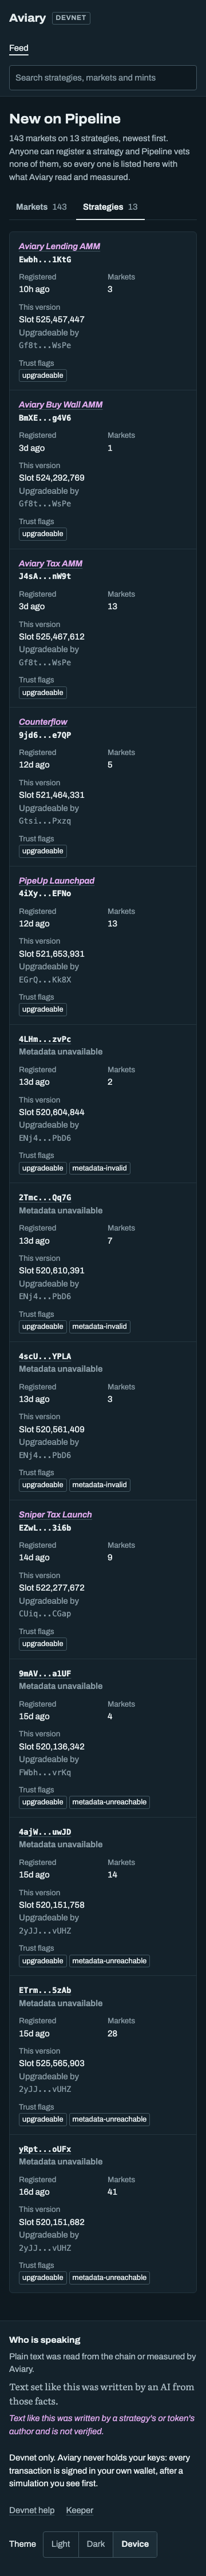 Aviary DEVNET
Feed
Search strategies, markets and mints
New on Pipeline
143 markets on 13 strategies, newest first.
Anyone can register a strategy and Pipeline vets
none of them, so every one is listed here with
what Aviary read and measured.
Markets 143 Strategies 13
Aviary Lending AMM
Ewbh...1KtG
Registered Markets
10h ago 3
This version
Slot 525,457,447
Upgradeable by
Gf8t...WsPe
Trust flags
upgradeable
Aviary Buy Wall AMM
BmXE...g4V6
Registered Markets
3d ago 1
This version
Slot 524,292,769
Upgradeable by
Gf8t...WsPe
Trust flags
upgradeable
Aviary Tax AMM
J4sA...nW9t
Registered Markets
3d ago 13
This version
Slot 525,467,612
Upgradeable by
Gf8t...WsPe
Trust flags
upgradeable
Counterflow
9jd6...e7QP
Registered Markets
12d ago 5
This version
Slot 521,464,331
Upgradeable by
Gtsi...Pxzq
Trust flags
upgradeable
PipeUp Launchpad
4iXy...EFNo
Registered Markets
12d ago 13
This version
Slot 521,653,931
Upgradeable by
EGrQ...Kk8X
Trust flags
upgradeable
4LHm...zvPc
Metadata unavailable
Registered Markets
13d ago 2
This version
Slot 520,604,844
Upgradeable by
ENj4...PbD6
Trust flags
upgradeable metadata-invalid
2Tmc...Qq7G
Metadata unavailable
Registered Markets
13d ago 7
This version
Slot 520,610,391
Upgradeable by
ENj4...PbD6
Trust flags
upgradeable metadata-invalid
4scU...YPLA
Metadata unavailable
Registered Markets
13d ago 3
This version
Slot 520,561,409
Upgradeable by
ENj4...PbD6
Trust flags
upgradeable metadata-invalid
Sniper Tax Launch
EZwL...3i6b
Registered Markets
14d ago 9
This version
Slot 522,277,672
Upgradeable by
CUiq...CGap
Trust flags
upgradeable
9mAV...a1UF
Metadata unavailable
Registered Markets
15d ago 4
This version
Slot 520,136,342
Upgradeable by
FWbh...vrKq
Trust flags
upgradeable metadata-unreachable
4ajW...uwJD
Metadata unavailable
Registered Markets
15d ago 14
This version
Slot 520,151,758
Upgradeable by
2yJJ...vUHZ
Trust flags
upgradeable metadata-unreachable
ETrm...5zAb
Metadata unavailable
Registered Markets
15d ago 28
This version
Slot 525,565,903
Upgradeable by
2yJJ...vUHZ
Trust flags
upgradeable metadata-unreachable
yRpt...oUFx
Metadata unavailable
Registered Markets
16d ago 41
This version
Slot 520,151,682
Upgradeable by
2yJJ...vUHZ
Trust flags
upgradeable metadata-unreachable
Who is speaking
Plain text was read from the chain or measured by
Aviary.
Text set like this was written by an AI from
those facts.
Text like this was written by a strategy's or token's
author and is not verified.
Devnet only. Aviary never holds your keys: every
transaction is signed in your own wallet, after a
simulation you see first.
Devnet help Keeper
Theme Light Dark Device